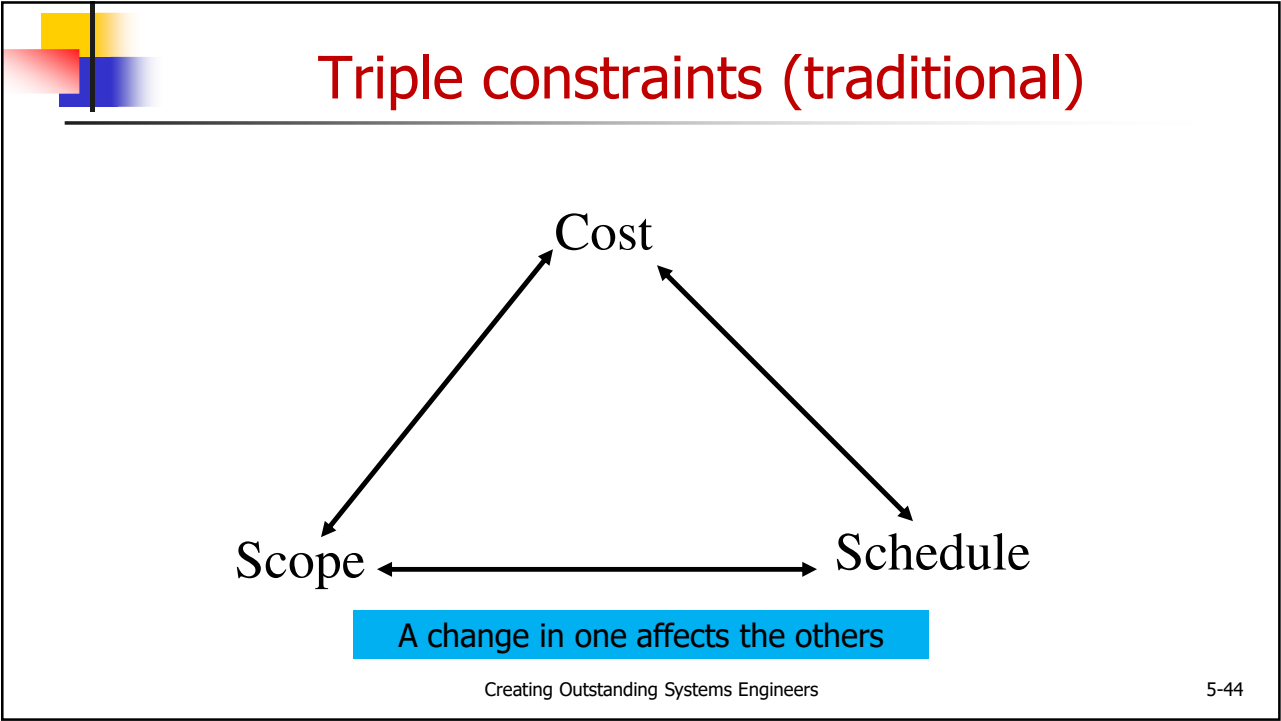 Triple constraints (traditional)
Cost
Scope
Schedule
A change in one affects the others
Creating Outstanding Systems Engineers
5-44